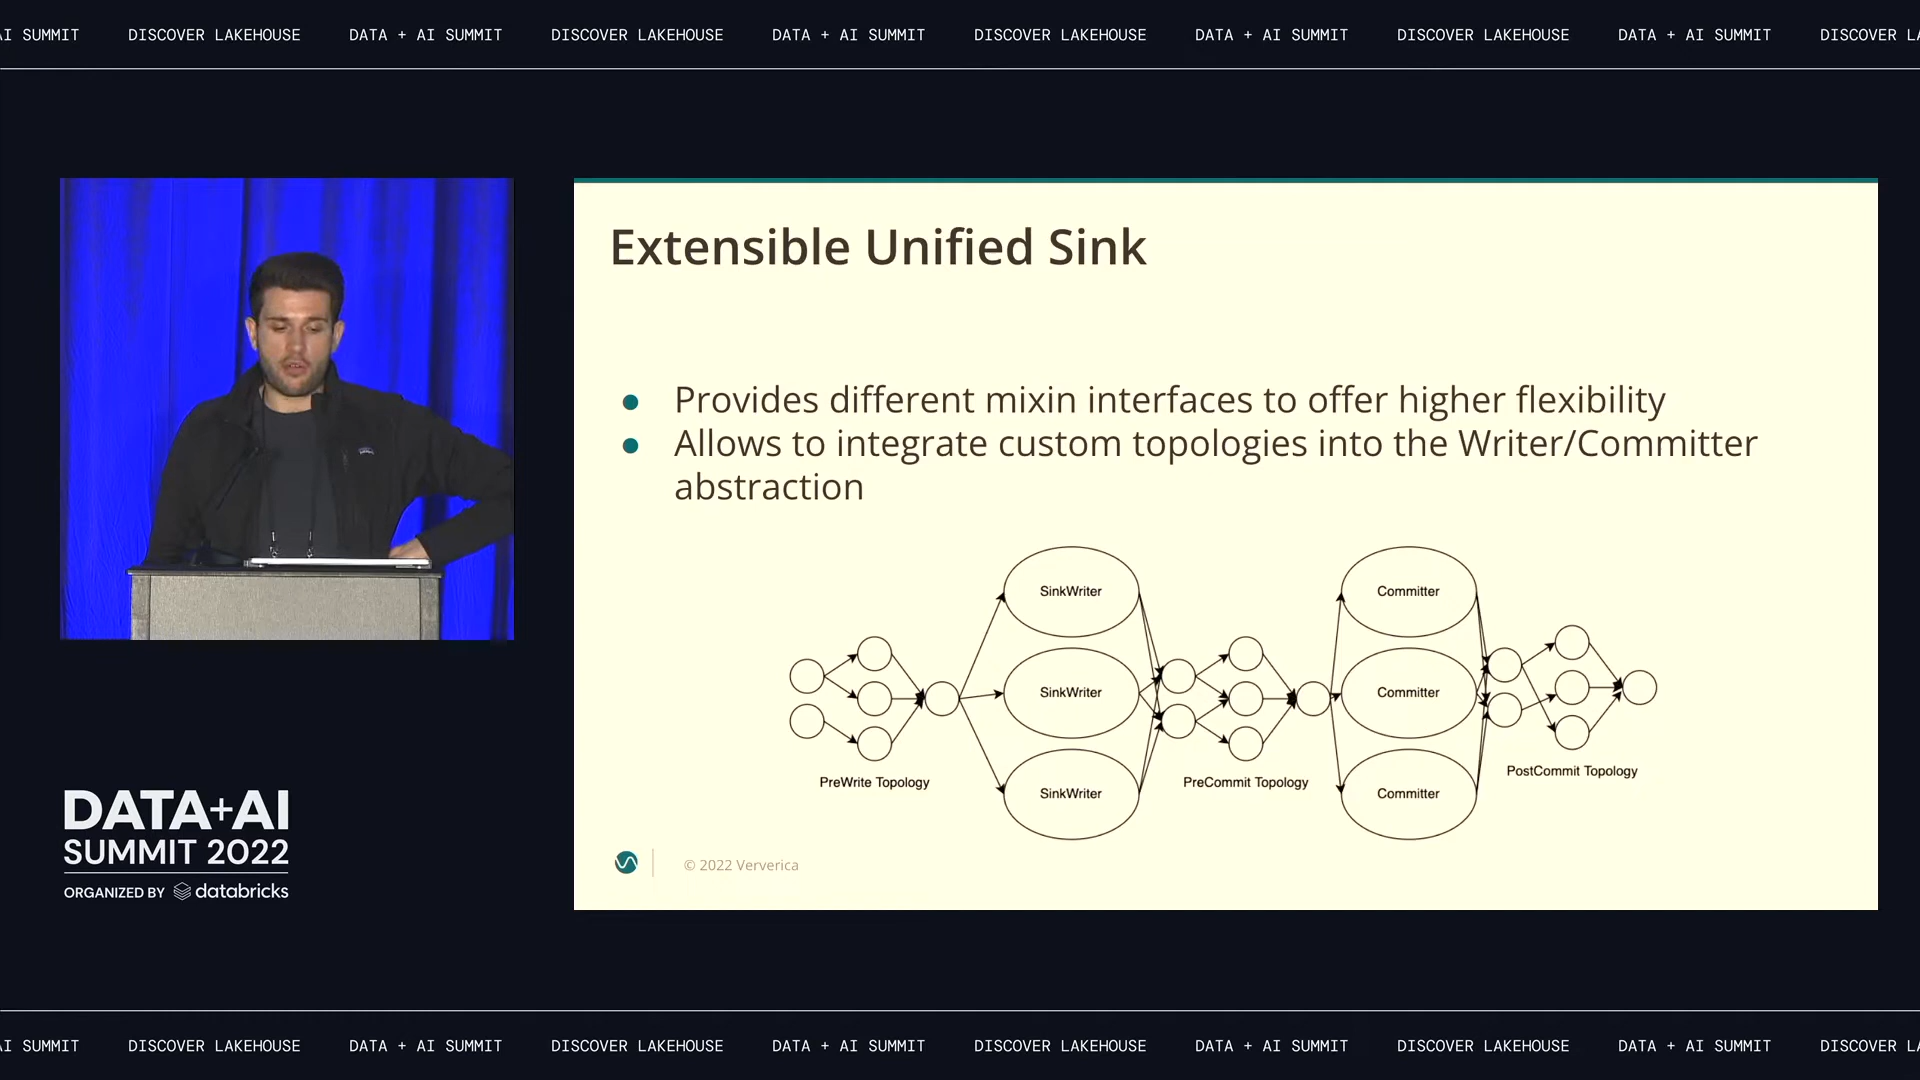 AI SUMMIT DISCOVER LAKEHOUSE DATA + AI SUMMIT DISCOVER LAKEHOUSE DATA + AI SUMMIT DISCOVER LAKEHOUSE DATA + AI SUMMIT DISCOVER LAKEHOUSE DATA + AI SUMMIT DISCOVER LA
Extensible Unified Sink
● Provides different mixin interfaces to offer higher flexibility
● Allows to integrate custom topologies into the Writer/Committer
abstraction
SinkWriter
Committer
SinkWriter
Committer
SinkWriter
Committer
PreWrite Topology
PreCommit Topology
PostCommit Topology
© 2022 Ververica
DATA+AI
SUMMIT 2022
ORGANIZED BY databricks
AI SUMMIT DISCOVER LAKEHOUSE DATA + AI SUMMIT DISCOVER LAKEHOUSE DATA + AI SUMMIT DISCOVER LAKEHOUSE DATA + AI SUMMIT DISCOVER LAKEHOUSE DATA + AI SUMMIT DISCOVER LA